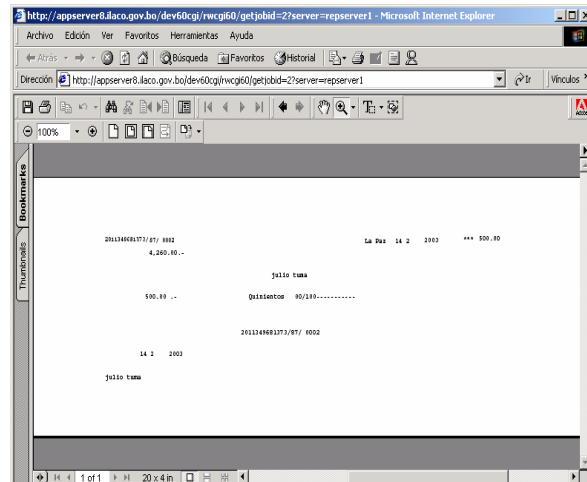 http://appserver8.ilaco.gov.bo/dev60cgi/rwcgi60/getjobid=2?server=repserver1 - Microsoft Internet Explorer
Archivo Edición Ver Favoritos Herramientas Ayuda
Atrás Búsqueda Favoritos Historial
Dirección http://appserver8.ilaco.gov.bo/dev60cgi/rwcgi60/getjobid=2?server=repserver1 Ir Vínculos »
100%
Bookmarks
Thumbnails
2011349681373/87/ 0002 La Paz 14 2 2003 *** 500.00
4,260.00.-
julio tuma
500.00 .- Quinientos 00/100-----------
2011349681373/87/ 0002
14 2 2003
julio tuma
1 of 1 20 x 4 in